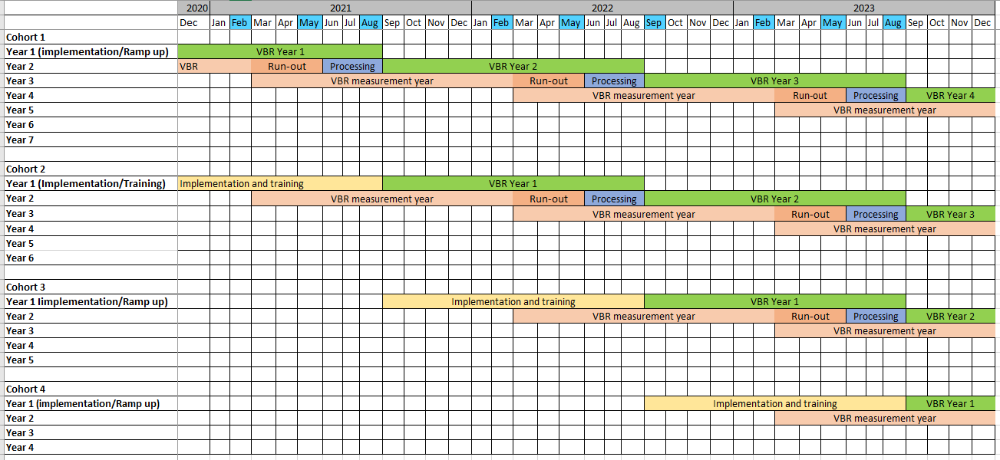 2020 2021 2022 2023
Dec Jan Feb Mar Apr May Jun Jul Aug Sep Oct Nov Dec Jan Feb Mar Apr May Jun Jul Aug Sep Oct Nov Dec Jan Feb Mar Apr May Jun Jul Aug Sep Oct Nov Dec
Cohort 1
Year 1 (implementation/Ramp up) VBR Year 1
Year 2 VBR Run-out Processing VBR Year 2
Year 3 VBR measurement year Run-out Processing VBR Year 3
Year 4 VBR measurement year Run-out Processing VBR Year 4
Year 5 VBR measurement year
Year 6
Year 7
Cohort 2
Year 1 (Implementation/Training) Implementation and training VBR Year 1
Year 2 VBR measurement year Run-out Processing VBR Year 2
Year 3 VBR measurement year Run-out Processing VBR Year 3
Year 4 VBR measurement year
Year 5
Year 6
Cohort 3
Year 1 Iimplementation/Ramp up) Implementation and training VBR Year 1
Year 2 VBR measurement year Run-out Processing VBR Year 2
Year 3 VBR measurement year
Year 4
Year 5
Cohort 4
Year 1 (implementation/Ramp up) Implementation and training VBR Year 1
Year 2 VBR measurement year
Year 3
Year 4